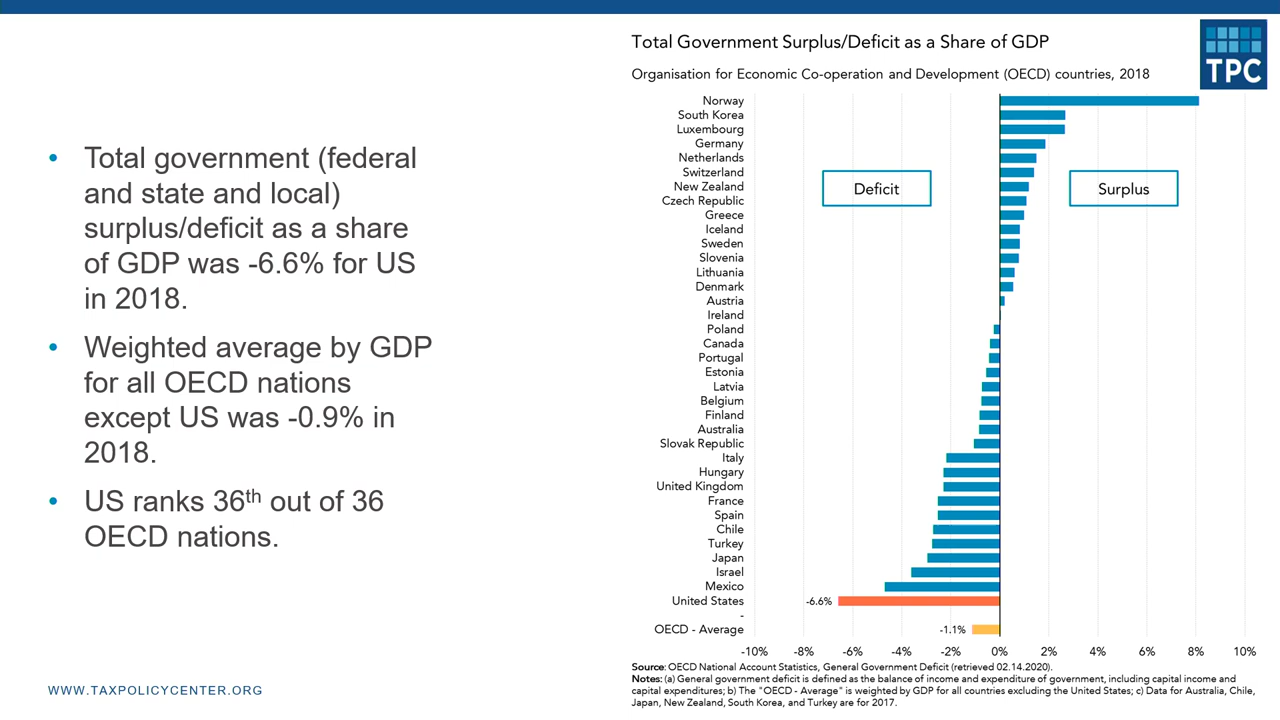 Total Government Surplus/Deficit as a Share of GDP
Organisation for Economic Co-operation and Development (OECD) countries, 2018
TPC
• Total government (federal
and state and local)
surplus/deficit as a share
of GDP was -6.6% for US
in 2018.
• Weighted average by GDP
for all OECD nations
except US was -0.9% in
2018.
• US ranks 36th out of 36
OECD nations.
WWW.TAXPOLICYCENTER.ORG
Norway
South Korea
Luxembourg
Germany
Netherlands
Switzerland
New Zealand
Czech Republic
Greece
Iceland
Sweden
Slovenia
Lithuania
Denmark
Austria
Ireland
Poland
Canada
Portugal
Estonia
Latvia
Belgium
Finland
Australia
Slovak Republic
Italy
Hungary
United Kingdom
France
Spain
Chile
Turkey
Japan
Israel
Mexico
United States -6.6%
-
OECD - Average -1.1%
Deficit
Surplus
-10% -8% -6% -4% -2% 0% 2% 4% 6% 8% 10%
Source: OECD National Account Statistics, General Government Deficit (retrieved 02.14.2020).
Notes: (a) General government deficit is defined as the balance of income and expenditure of government, including capital income and
capital expenditures; b) The "OECD - Average" is weighted by GDP for all countries excluding the United States; c) Data for Australia, Chile,
Japan, New Zealand, South Korea, and Turkey are for 2017.